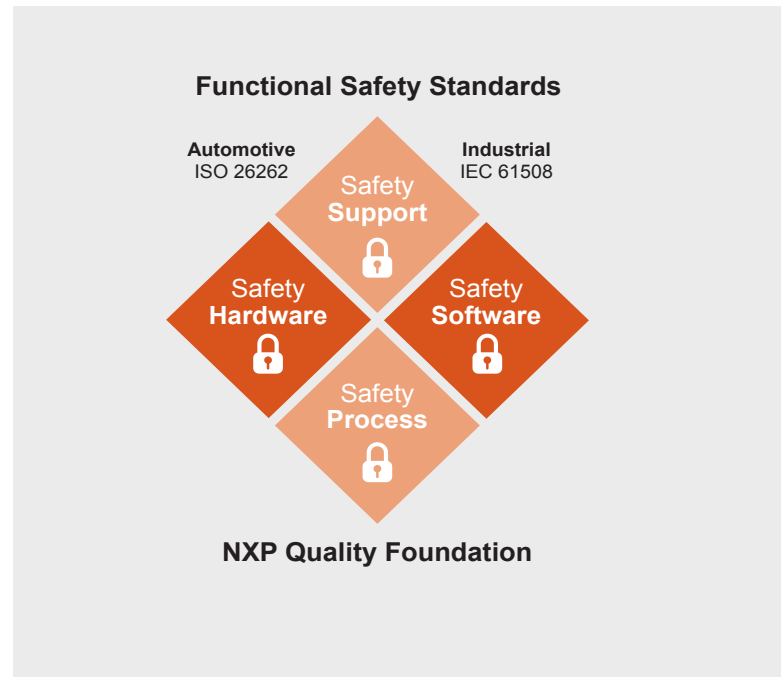 Functional Safety Standards
Automotive
ISO 26262
Industrial
IEC 61508
Safety
Support
Safety
Hardware
Safety
Software
Safety
Process
NXP Quality Foundation